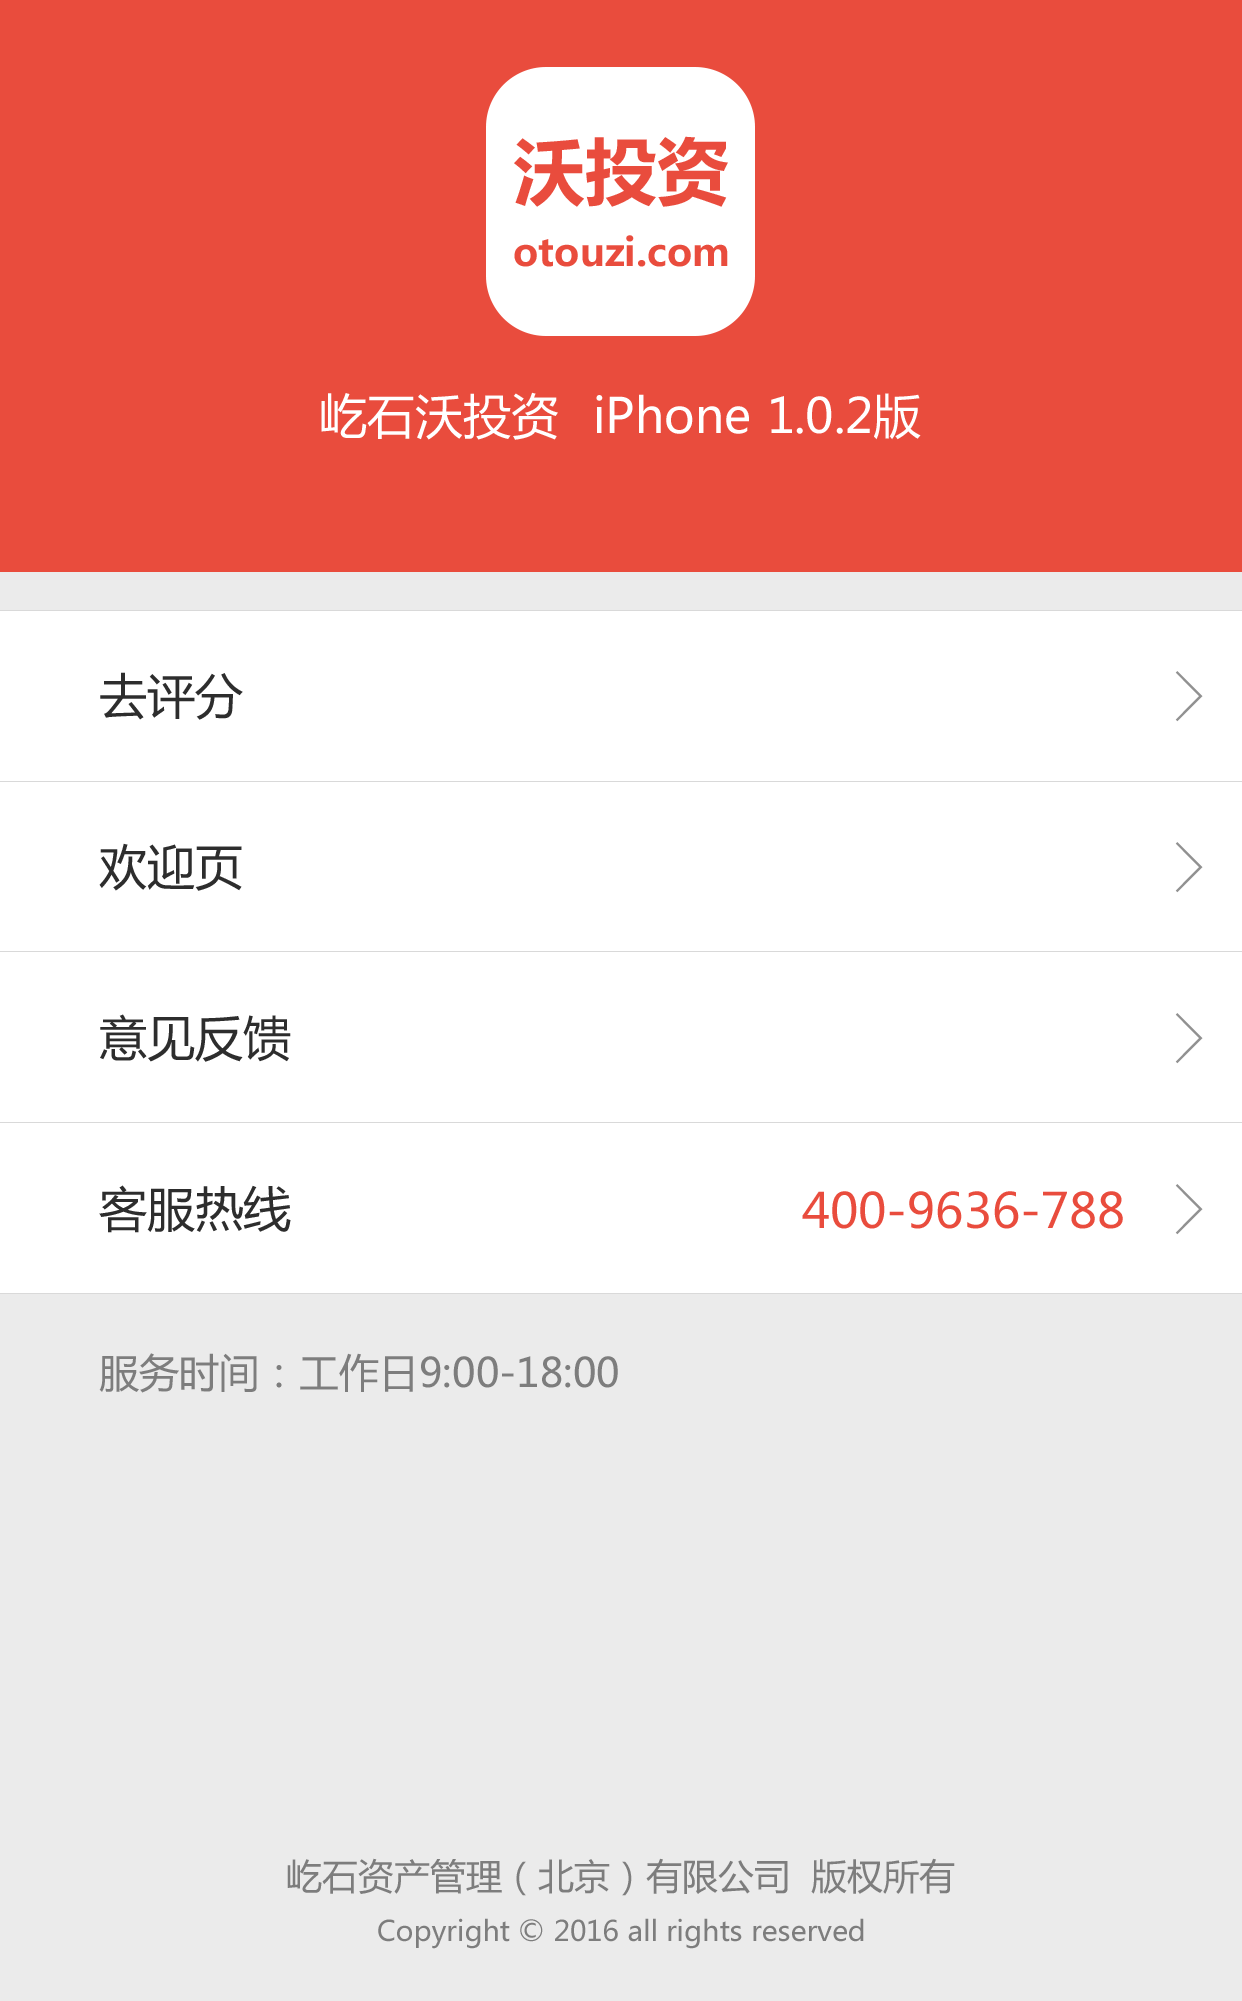 沃投资
otouzi.com
屹石沃投资 iPhone 1.0.2版
去评分
欢迎页
意见反馈
客服热线 400-9636-788
服务时间：工作日9:00-18:00
屹石资产管理（北京）有限公司 版权所有
Copyright © 2016 all rights reserved